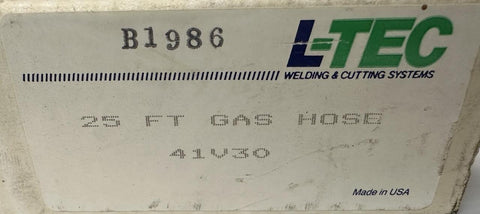 B1986
L-TEC
WELDING & CUTTING SYSTEMS
25 FT GAS HOSE
41V30
Made in USA